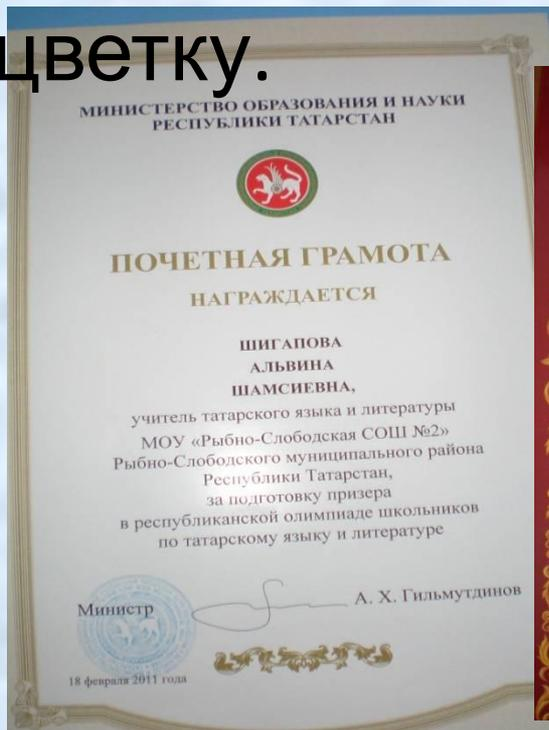 цветку.
МИНИСТЕРСТВО ОБРАЗОВАНИЯ И НАУКИ
РЕСПУБЛИКИ ТАТАРСТАН
ПОЧЕТНАЯ ГРАМОТА
НАГРАЖДАЕТСЯ
ШИГАПОВА
АЛЬВИНА
ШАМСИЕВНА,
учитель татарского языка и литературы
МОУ «Рыбно-Слободская СОШ №2»
Рыбно-Слободского муниципального района
Республики Татарстан,
за подготовку призера
в республиканской олимпиаде школьников
по татарскому языку и литературе
Министр
А. Х. Гильмутдинов
18 февраля 2011 года